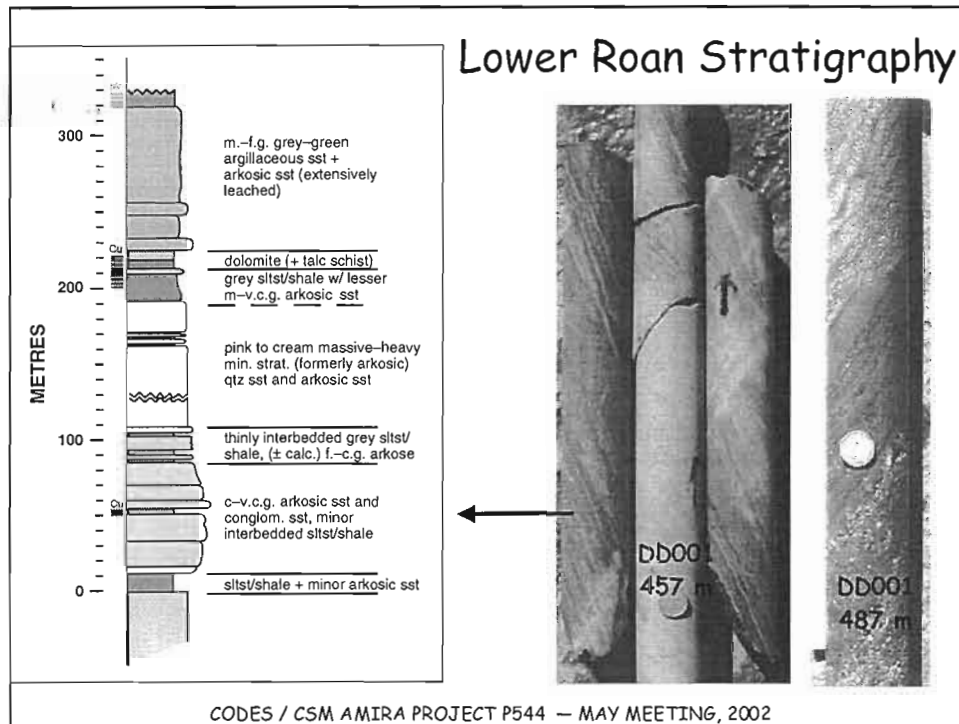 Lower Roan Stratigraphy
METRES
300
200
100
0
Cu
Cu
m.–f.g. grey–green
argillaceous sst +
arkosic sst (extensively
leached)
dolomite (+ talc schist)
grey sltst/shale w/ lesser
m–v.c.g. arkosic sst
pink to cream massive–heavy
min. strat. (formerly arkosic)
qtz sst and arkosic sst
thinly interbedded grey sltst/
shale, (± calc.) f.–c.g. arkose
c–v.c.g. arkosic sst and
conglom. sst, minor
interbedded sltst/shale
sltst/shale + minor arkosic sst
DD001
457 m
DD001
487 m
CODES / CSM AMIRA PROJECT P544 — MAY MEETING, 2002